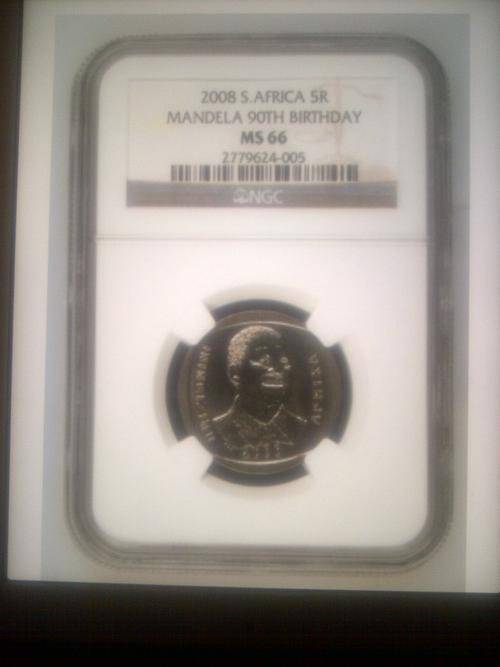 2008 S.AFRICA 5R
MANDELA 90TH BIRTHDAY
MS 66
2779624-005
NGC